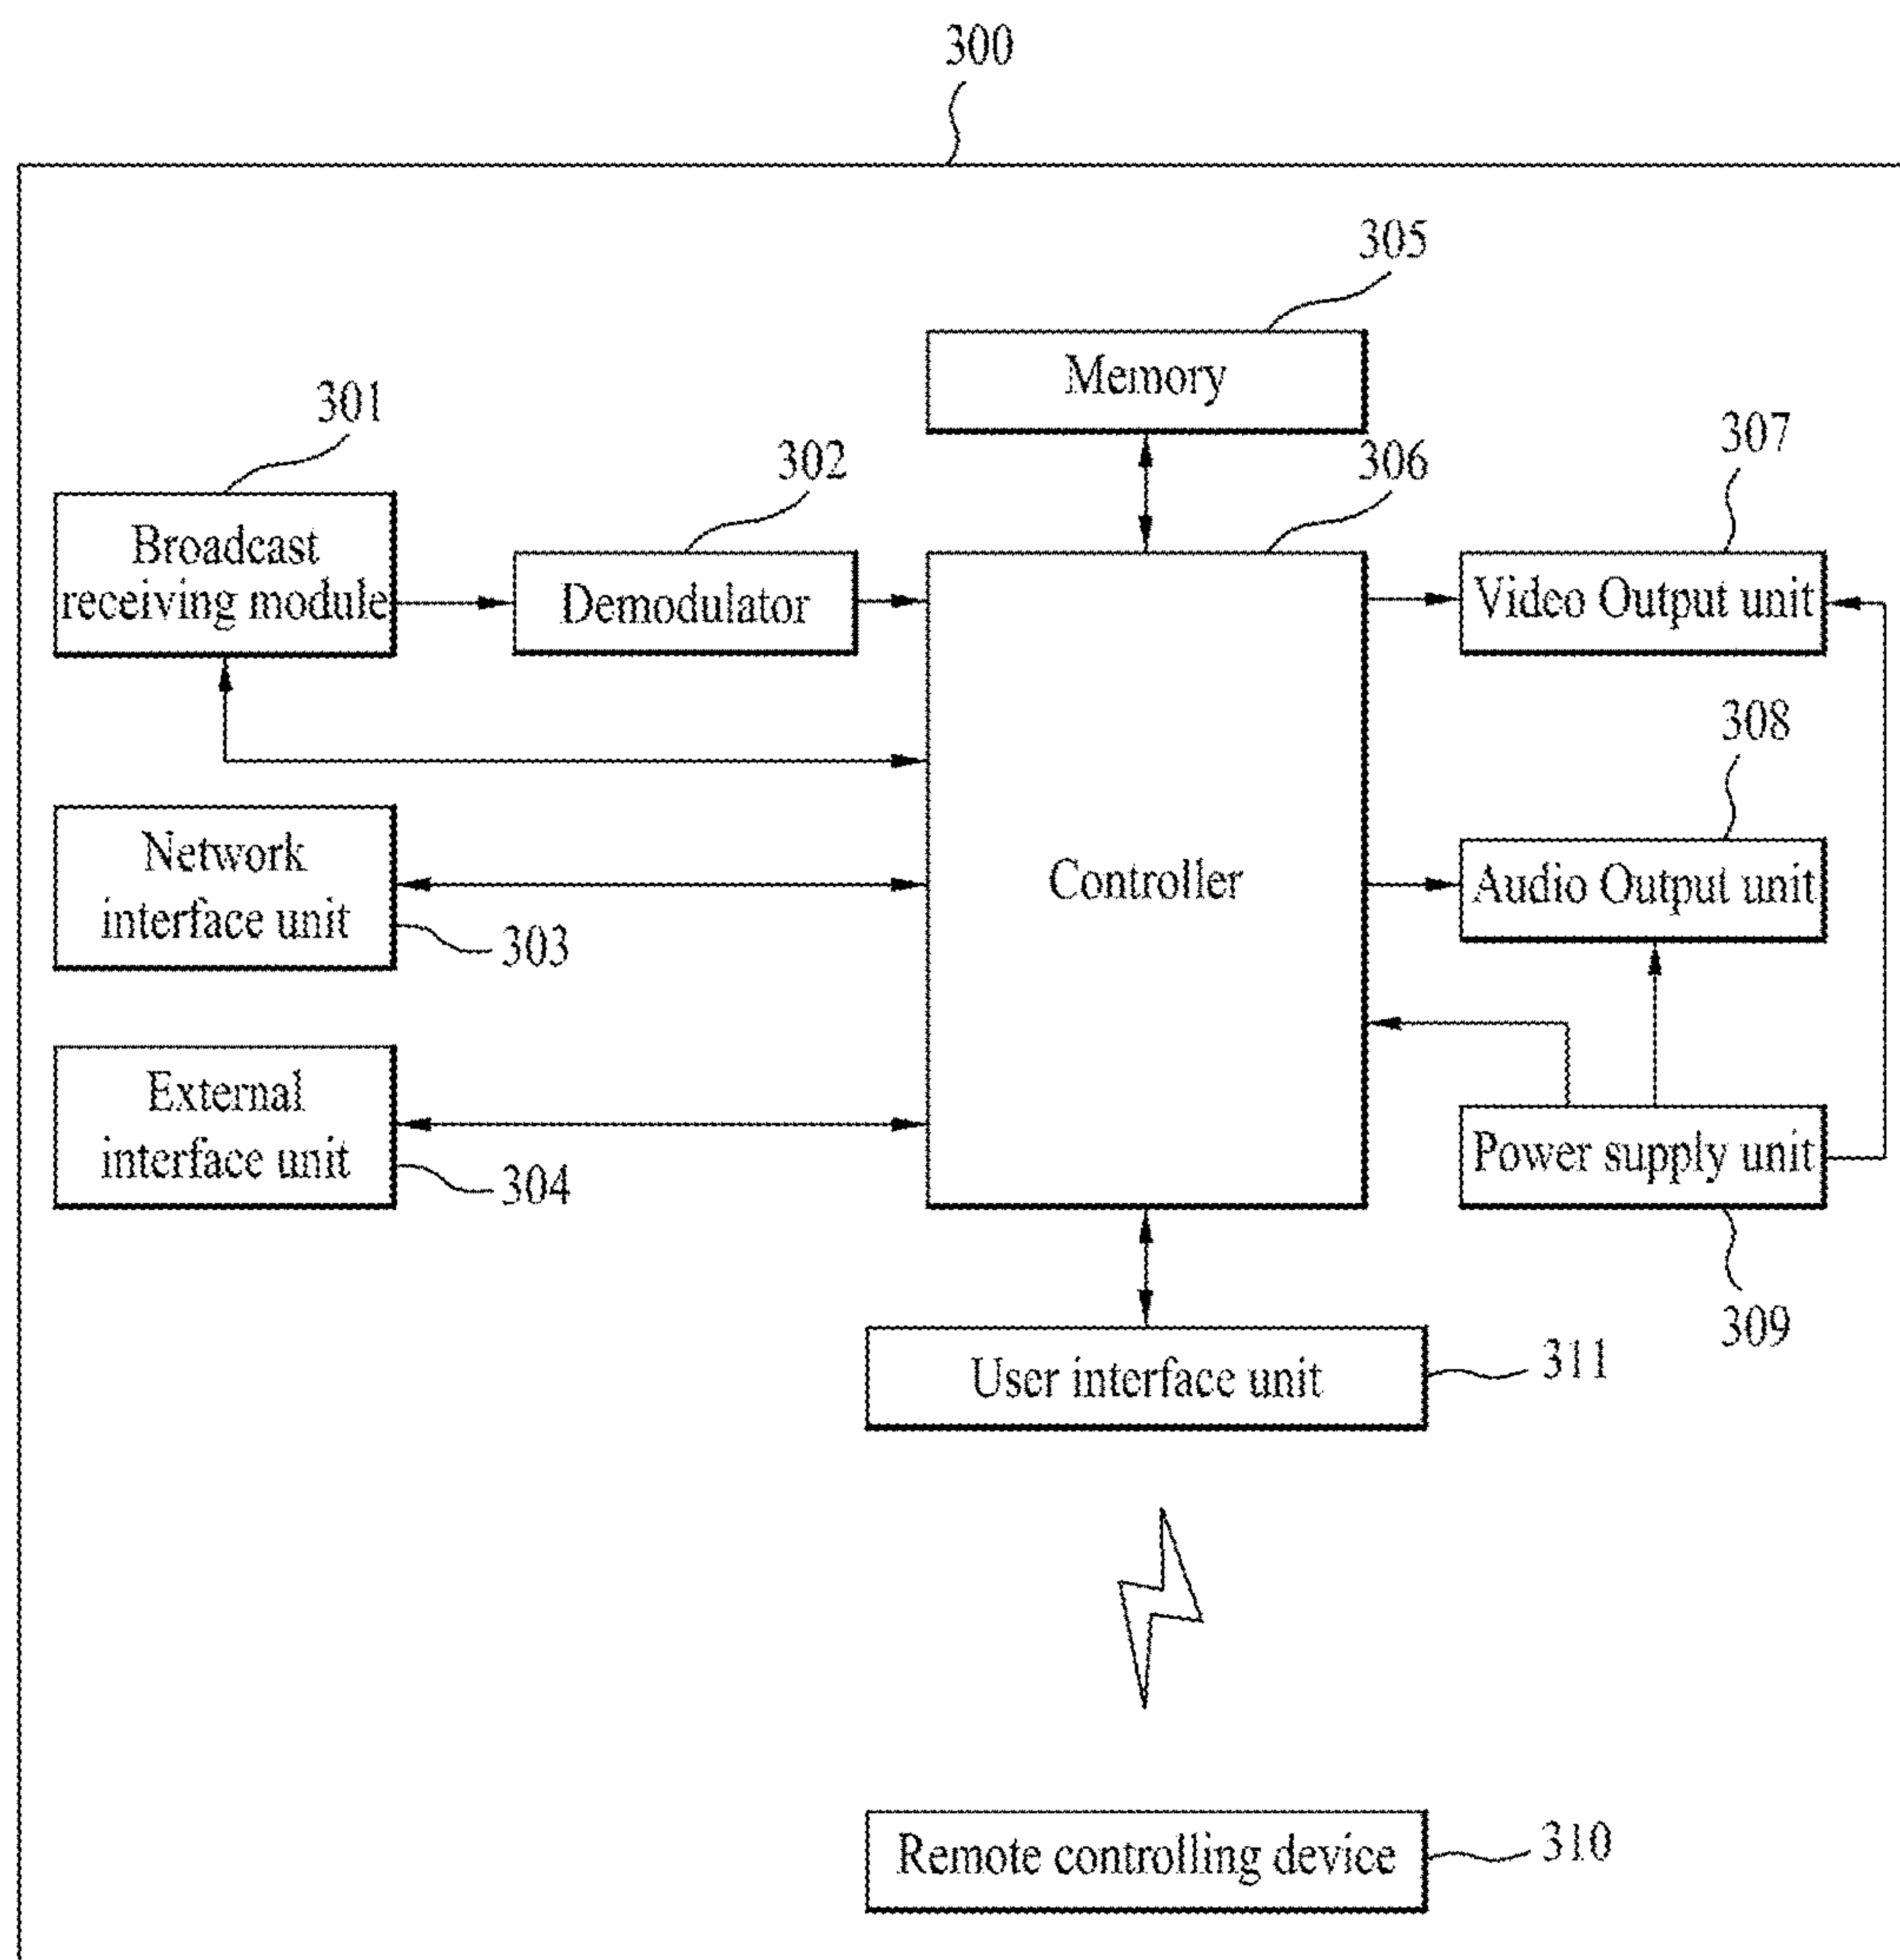 300
305
Memory
301
302
306
307
Broadcast
receiving module
Demodulator
Video Output unit
308
Network
interface unit
303
Controller
Audio Output unit
External
interface unit
304
Power supply unit
309
User interface unit
311
Remote controlling device
310